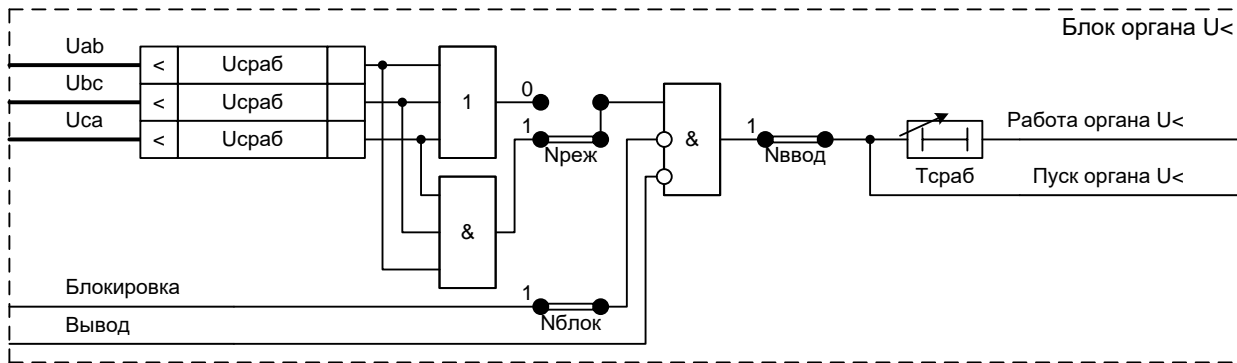 Блок органа U<
Uab
< Uсраб
Ubc
< Uсраб
Uca
< Uсраб
1
0
1
Nреж
&
1
Nввод
Tсраб
Работа органа U<
Пуск органа U<
&
Блокировка
1
Nблок
Вывод